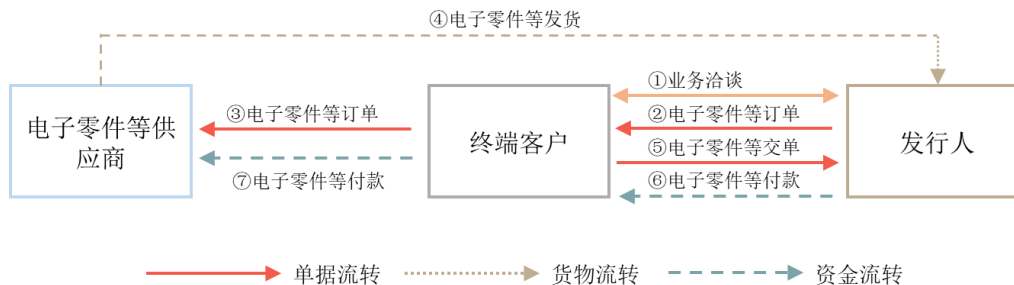 ④电子零件等发货
①业务洽谈
③电子零件等订单
②电子零件等订单
电子零件等供
应商
终端客户
发行人
⑤电子零件等交单
⑦电子零件等付款
⑥电子零件等付款
单据流转
货物流转
资金流转